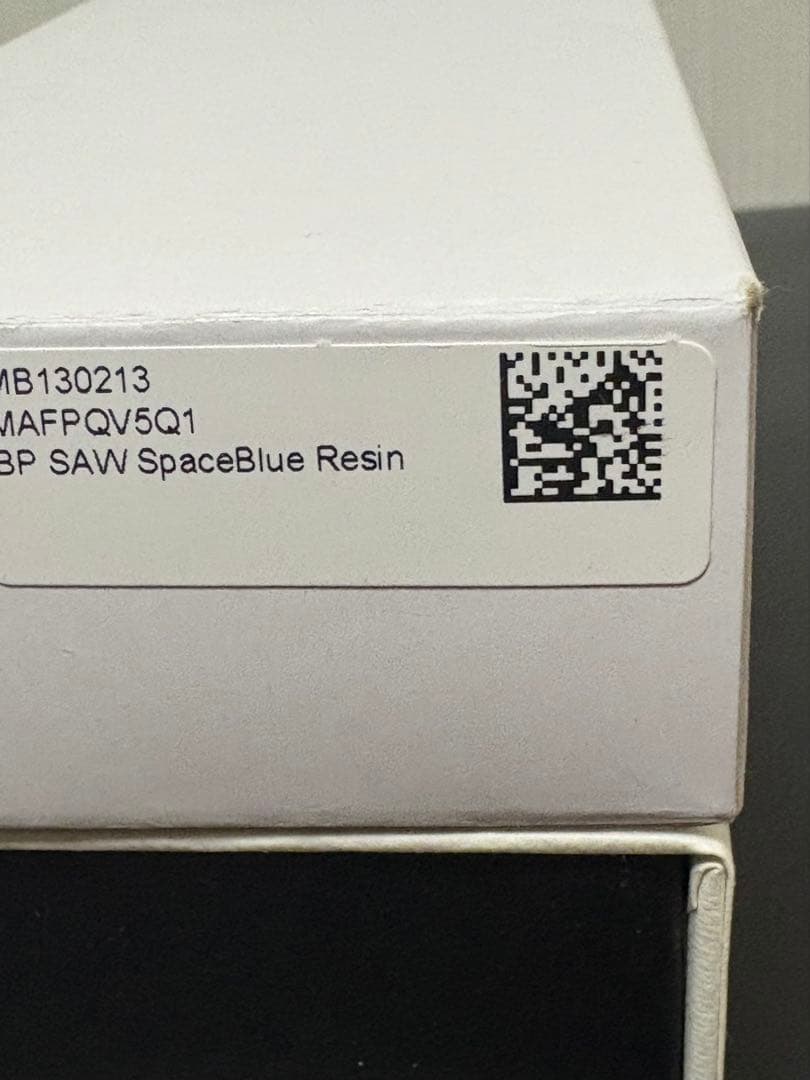 MB130213
MAFPQV5Q1
BP SAW SpaceBlue Resin